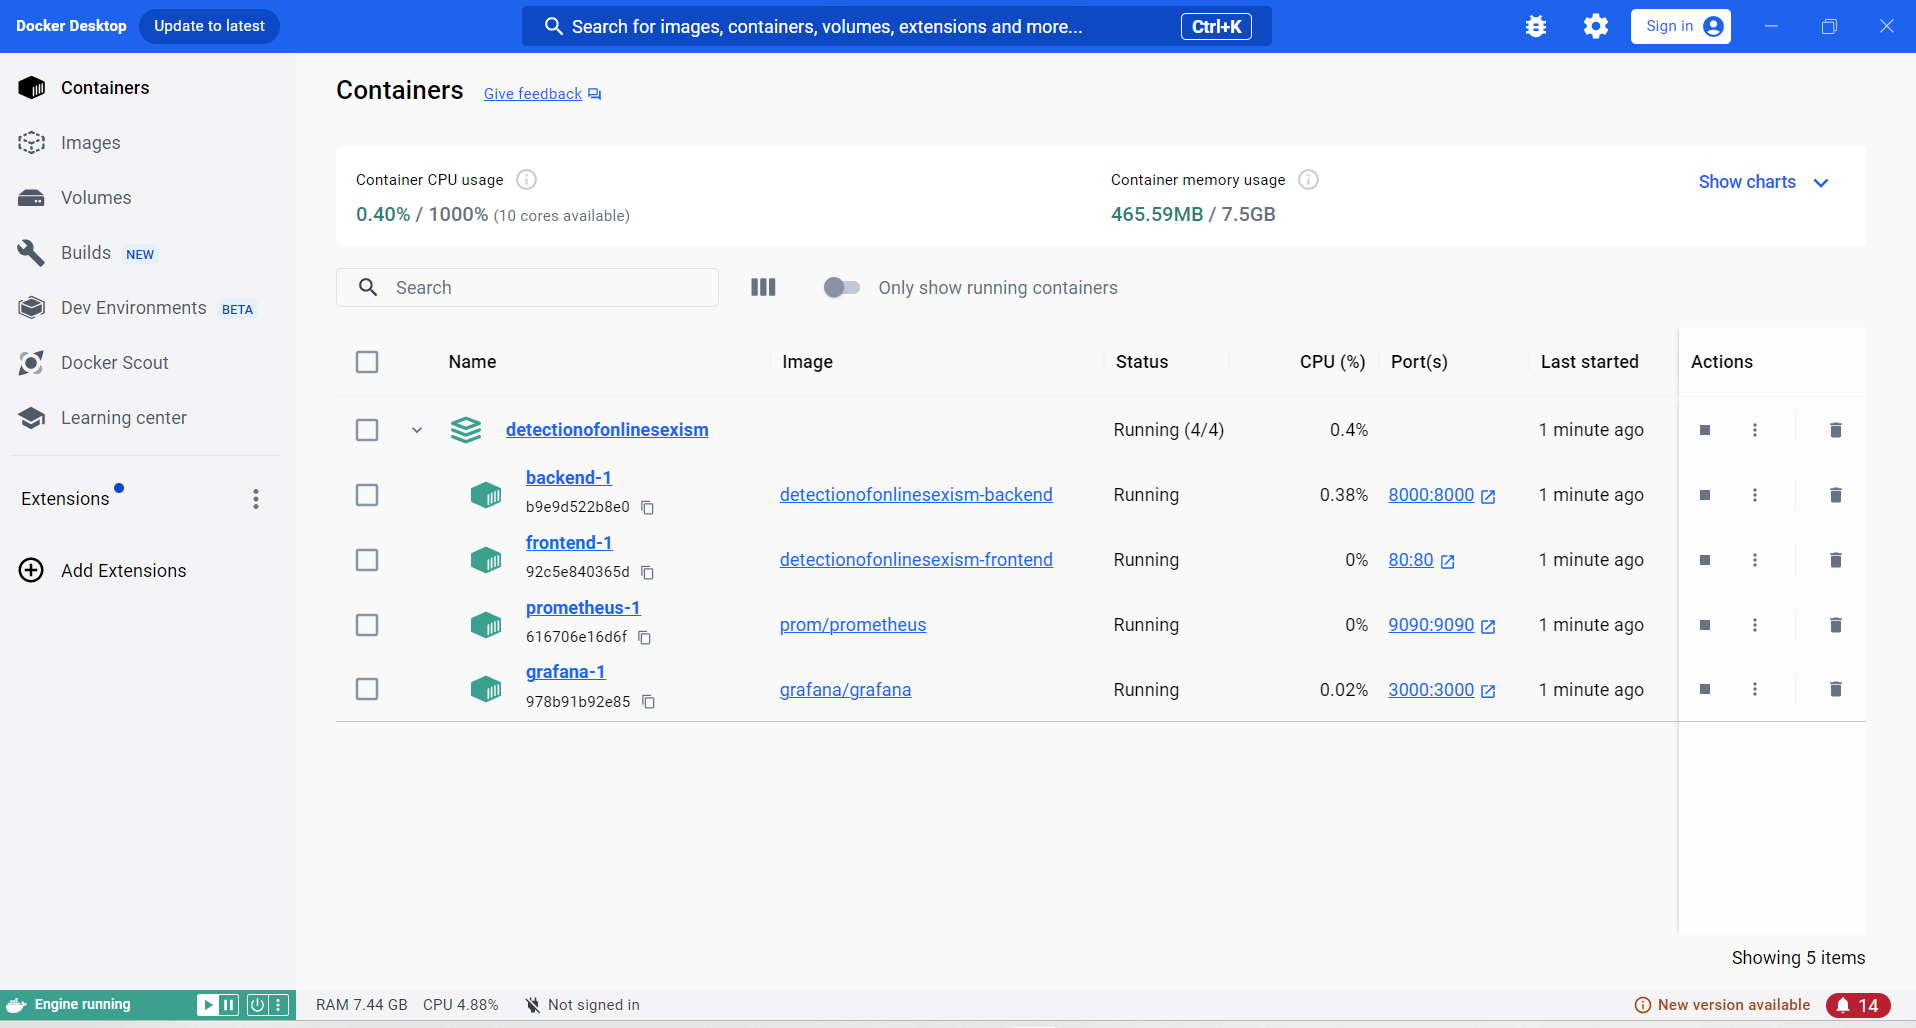 Docker Desktop Update to latest Search for images, containers, volumes, extensions and more... Ctrl+K Sign in
Containers
Images
Volumes
Builds NEW
Dev Environments BETA
Docker Scout
Learning center
Extensions
Add Extensions
Containers Give feedback
Container CPU usage
0.40% / 1000% (10 cores available)
Container memory usage
465.59MB / 7.5GB
Show charts
Search
Only show running containers
Name Image Status CPU (%) Port(s) Last started Actions
detectionofonlinesexism Running (4/4) 0.4% 1 minute ago
backend-1
b9e9d522b8e0
detectionofonlinesexism-backend Running 0.38% 8000:8000 1 minute ago
frontend-1
92c5e840365d
detectionofonlinesexism-frontend Running 0% 80:80 1 minute ago
prometheus-1
616706e16d6f
prom/prometheus Running 0% 9090:9090 1 minute ago
grafana-1
978b91b92e85
grafana/grafana Running 0.02% 3000:3000 1 minute ago
Showing 5 items
Engine running RAM 7.44 GB CPU 4.88% Not signed in New version available 14